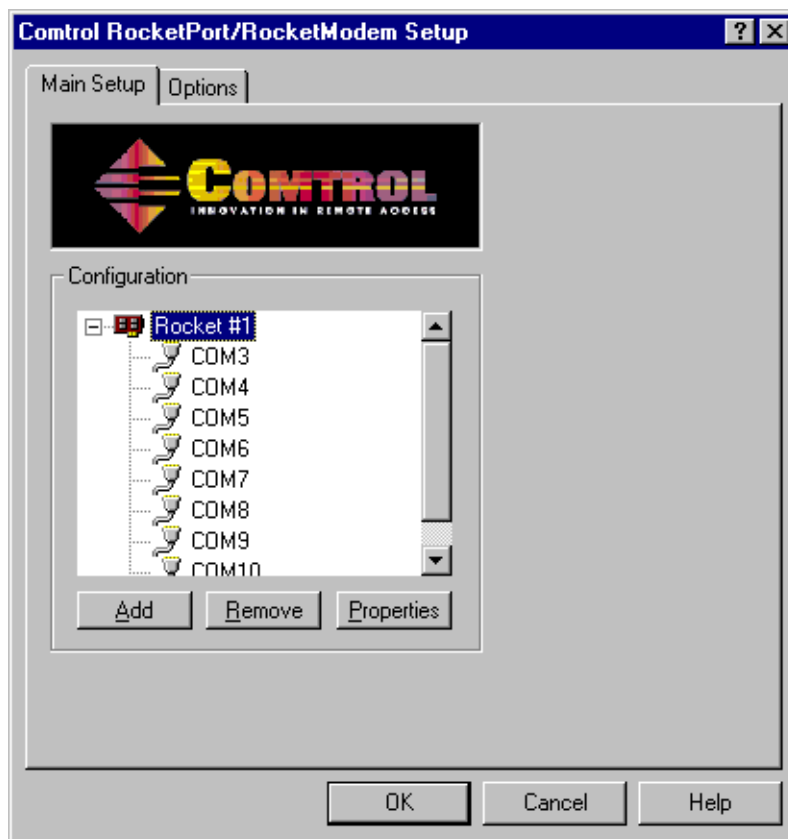 Comtrol RocketPort/RocketModem Setup
Main Setup Options
COMTROL
INNOVATION IN REMOTE ACCESS
Configuration
Rocket #1
COM3
COM4
COM5
COM6
COM7
COM8
COM9
COM10
Add Remove Properties
OK Cancel Help